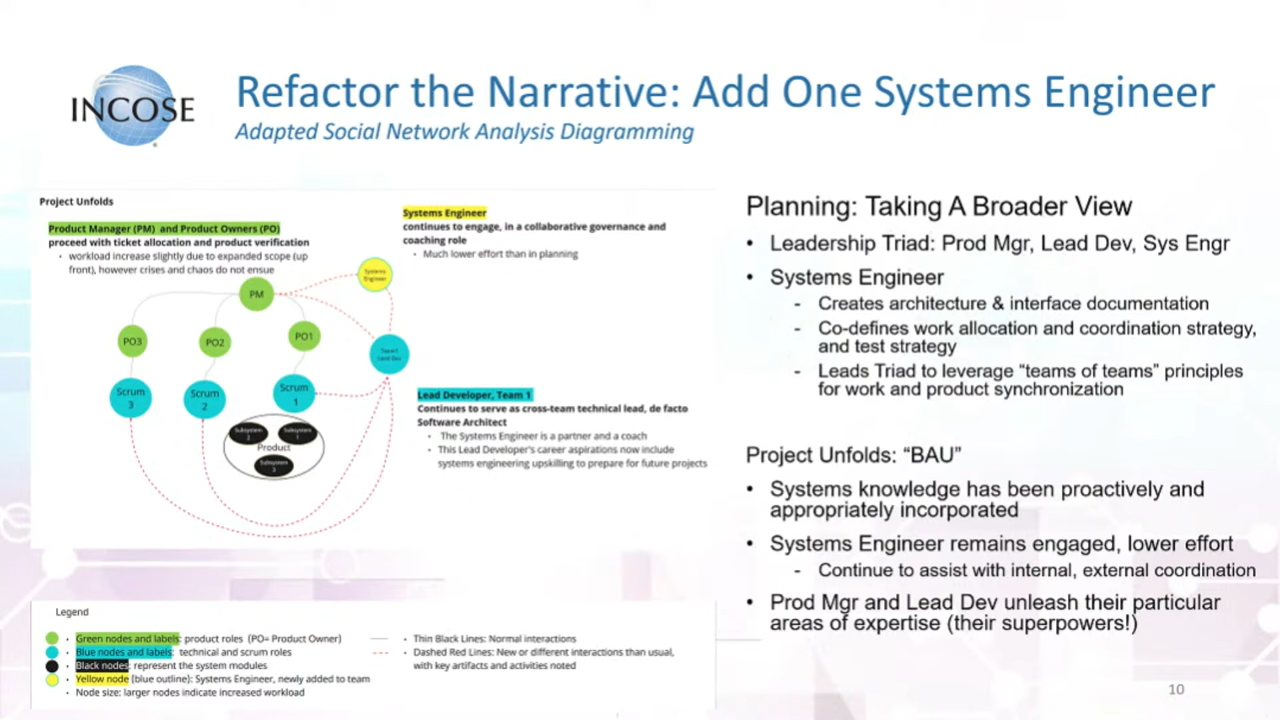 INCOSE
Refactor the Narrative: Add One Systems Engineer
Adapted Social Network Analysis Diagramming
Project Unfolds
Product Manager (PM) and Product Owners (PO)
proceed with ticket allocation and product verification
• workload increase slightly due to expanded scope (up
front), however crises and chaos do not ensue
Systems Engineer
continues to engage, in a collaborative governance and
coaching role
• Much lower effort than in planning
Systems
Engineer
PM
PO3
PO2
PO1
Team1
Lead Dev
Scrum
3
Scrum
2
Scrum
1
Subsystem
2
Subsystem
1
Product
Subsystem
3
Lead Developer, Team 1
Continues to serve as cross-team technical lead, de facto
Software Architect
• The Systems Engineer is a partner and a coach
• This Lead Developer's career aspirations now include
systems engineering upskilling to prepare for future projects
Legend
• Green nodes and labels: product roles (PO= Product Owner)
• Blue nodes and labels: technical and scrum roles
• Black nodes: represent the system modules
• Yellow node (blue outline): Systems Engineer, newly added to team
• Node size: larger nodes indicate increased workload
• Thin Black Lines: Normal interactions
• Dashed Red Lines: New or different interactions than usual,
with key artifacts and activities noted
Planning: Taking A Broader View
• Leadership Triad: Prod Mgr, Lead Dev, Sys Engr
• Systems Engineer
- Creates architecture & interface documentation
- Co-defines work allocation and coordination strategy,
and test strategy
- Leads Triad to leverage “teams of teams” principles
for work and product synchronization
Project Unfolds: “BAU”
• Systems knowledge has been proactively and
appropriately incorporated
• Systems Engineer remains engaged, lower effort
- Continue to assist with internal, external coordination
• Prod Mgr and Lead Dev unleash their particular
areas of expertise (their superpowers!)
10